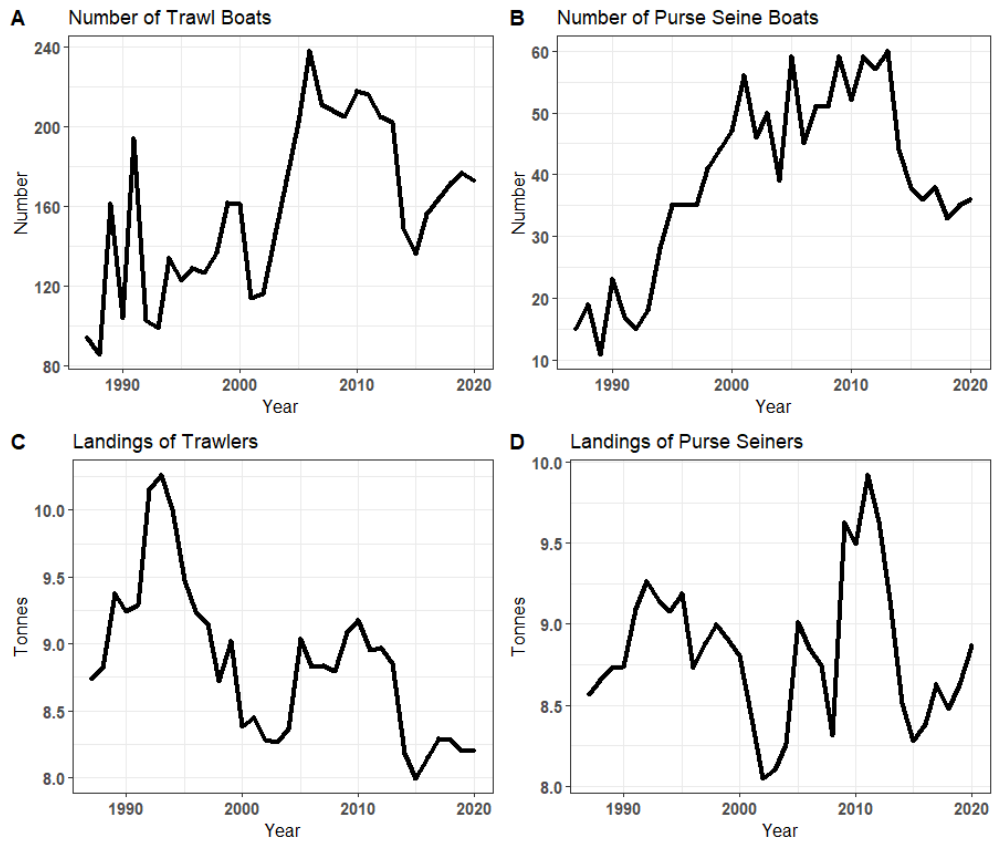 A Number of Trawl Boats
Number
240
200
160
120
80
1990 2000 2010 2020
Year
B Number of Purse Seine Boats
Number
60
50
40
30
20
10
1990 2000 2010 2020
Year
C Landings of Trawlers
Tonnes
10.0
9.5
9.0
8.5
8.0
1990 2000 2010 2020
Year
D Landings of Purse Seiners
Tonnes
10.0
9.5
9.0
8.5
8.0
1990 2000 2010 2020
Year